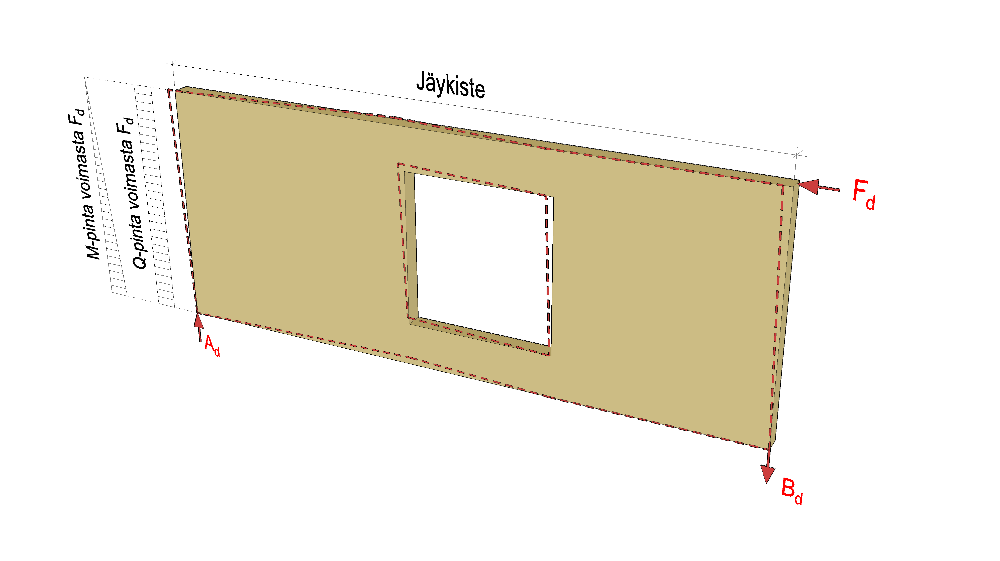 Jäykiste
M-pinta voimasta Fd
Q-pinta voimasta Fd
Fd
Ad
Bd